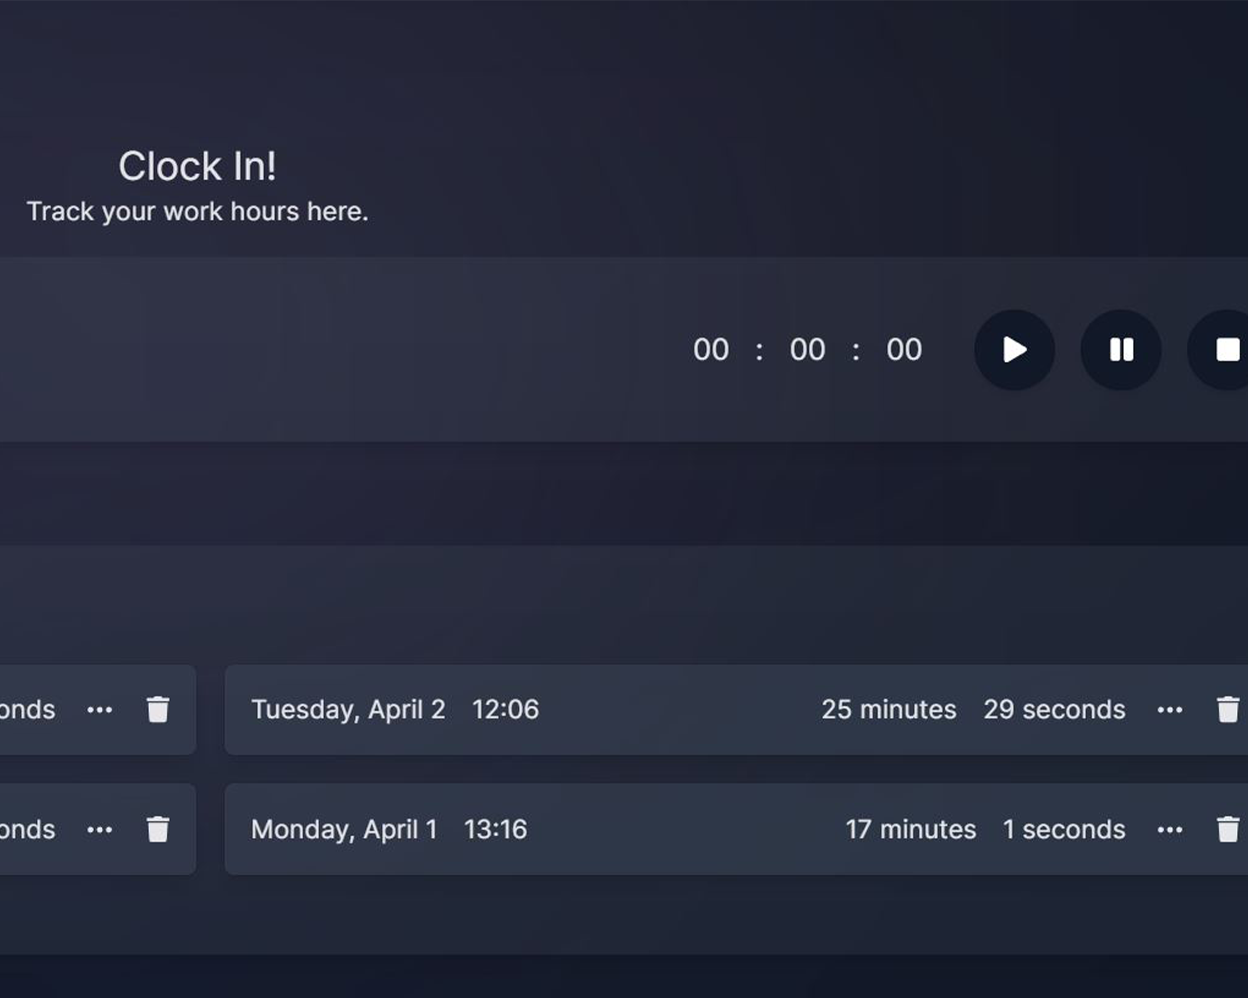 Clock In!
Track your work hours here.
00 : 00 : 00
onds ••• Tuesday, April 2 12:06 25 minutes 29 seconds •••
onds ••• Monday, April 1 13:16 17 minutes 1 seconds •••